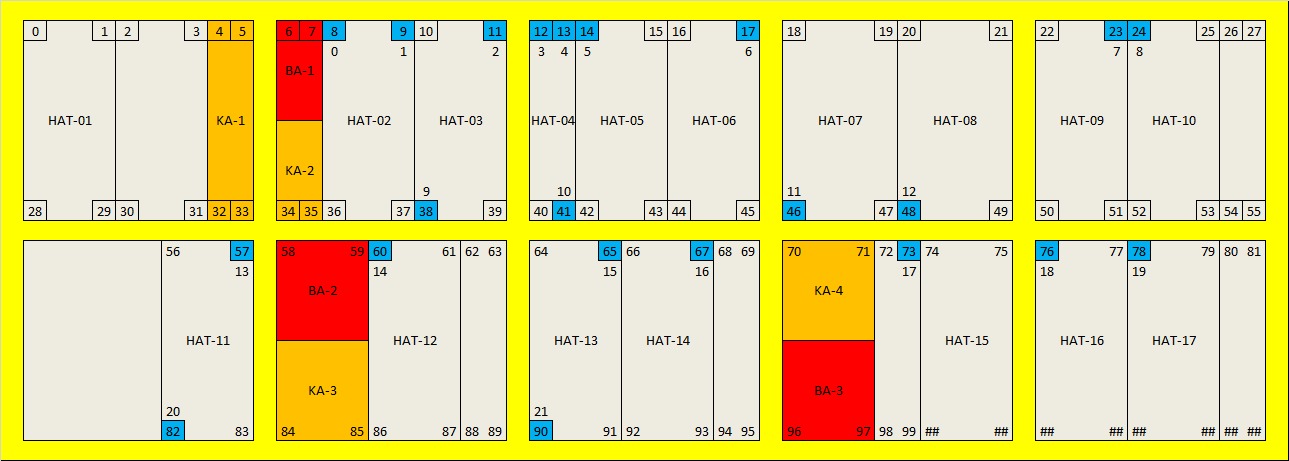 0 1 2 3 4 5 6 7 8 9 10 11 12 13 14 15 16 17 18 19 20 21 22 23 24 25 26 27
0 1 2 3 4 5 6 7 8
BA-1
HAT-01 KA-1 HAT-02 HAT-03 HAT-04 HAT-05 HAT-06 HAT-07 HAT-08 HAT-09 HAT-10
KA-2
9 10 11 12
28 29 30 31 32 33 34 35 36 37 38 39 40 41 42 43 44 45 46 47 48 49 50 51 52 53 54 55
56 57 58 59 60 61 62 63 64 65 66 67 68 69 70 71 72 73 74 75 76 77 78 79 80 81
13 14 15 16 17 18 19
BA-2 KA-4
HAT-11 HAT-12 HAT-13 HAT-14 HAT-15 HAT-16 HAT-17
KA-3 BA-3
20 21
82 83 84 85 86 87 88 89 90 91 92 93 94 95 96 97 98 99 ## ## ## ## ## ## ## ##